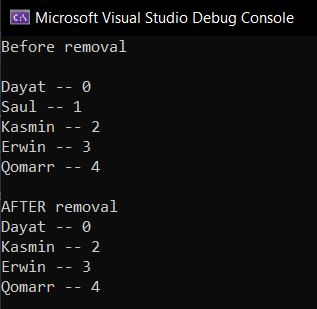 Microsoft Visual Studio Debug Console
Before removal
Dayat -- 0
Saul -- 1
Kasmin -- 2
Erwin -- 3
Qomarr -- 4
AFTER removal
Dayat -- 0
Kasmin -- 2
Erwin -- 3
Qomarr -- 4